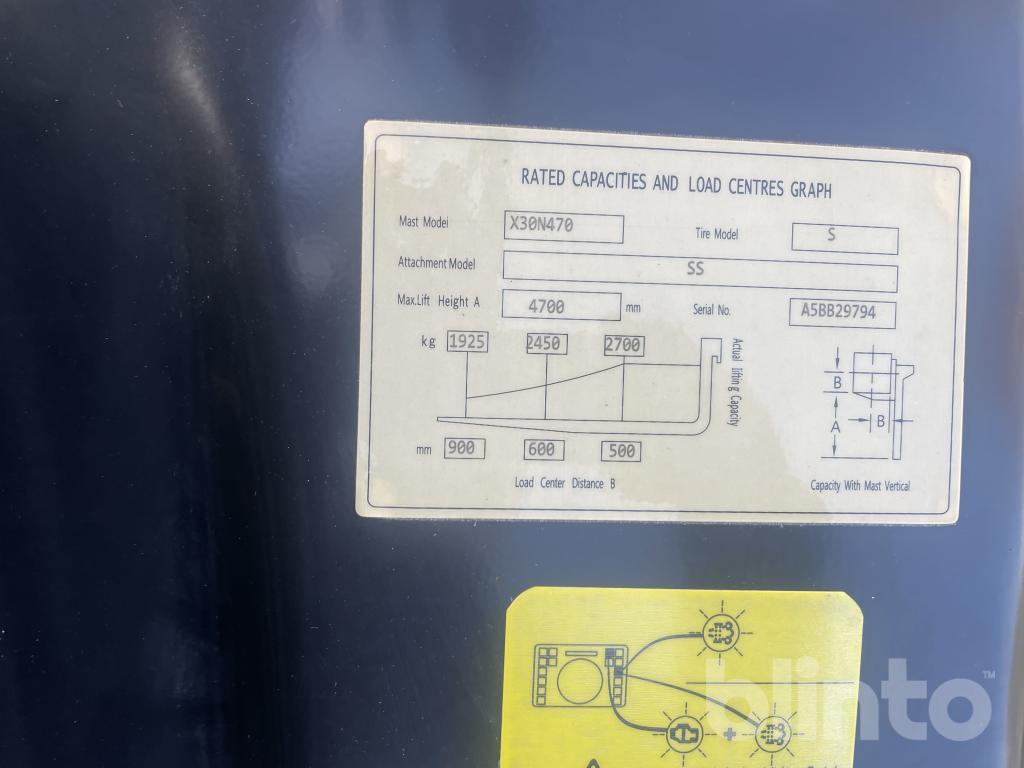 RATED CAPACITIES AND LOAD CENTRES GRAPH
Mast Model X30N470 Tire Model S
Attachment Model SS
Max.Lift Height A 4700 mm Serial No. A5BB29794
kg 1925 2450 2700
Actual lifting Capacity
B
A B
mm 900 600 500
Load Center Distance B
Capacity With Mast Vertical
+
blinto™